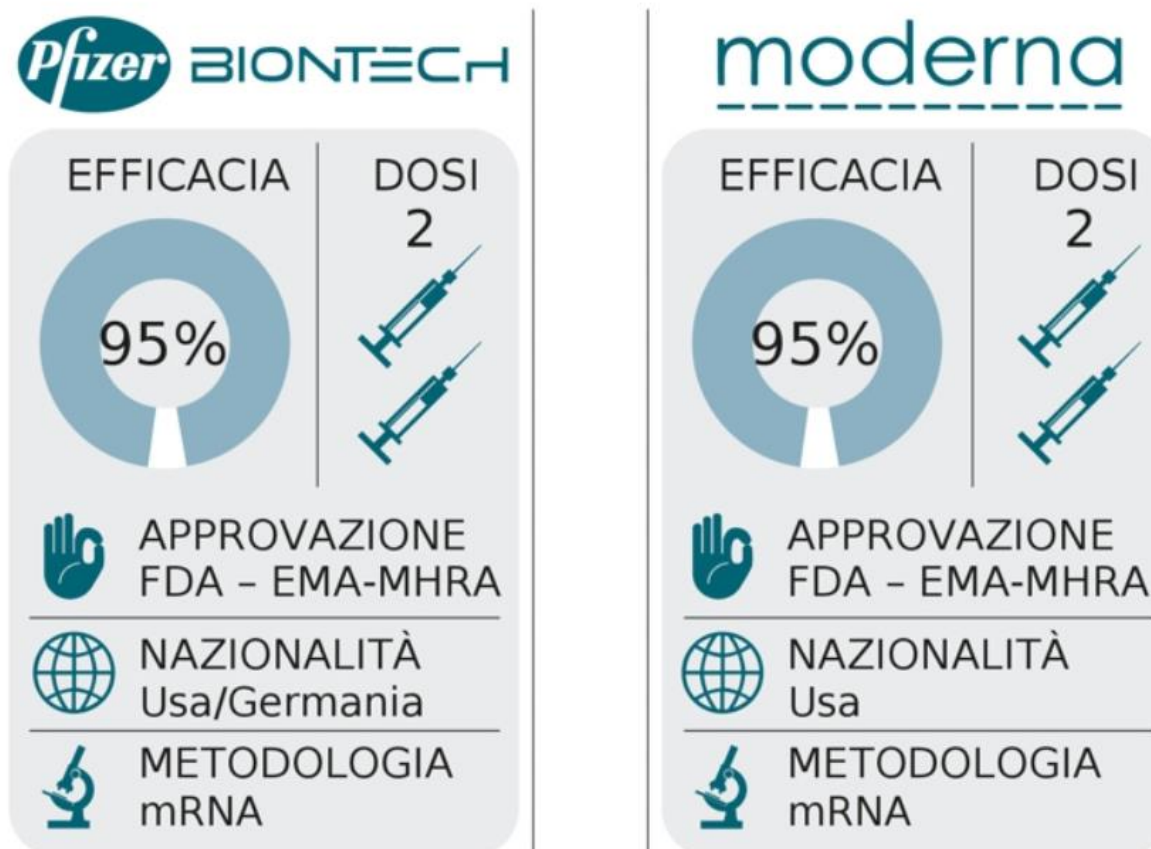 Pfizer BIONTECH
EFFICACIA
DOSI
2
95%
APPROVAZIONE
FDA – EMA-MHRA
NAZIONALITÀ
Usa/Germania
METODOLOGIA
mRNA
moderna
EFFICACIA
DOSI
2
95%
APPROVAZIONE
FDA – EMA-MHRA
NAZIONALITÀ
Usa
METODOLOGIA
mRNA